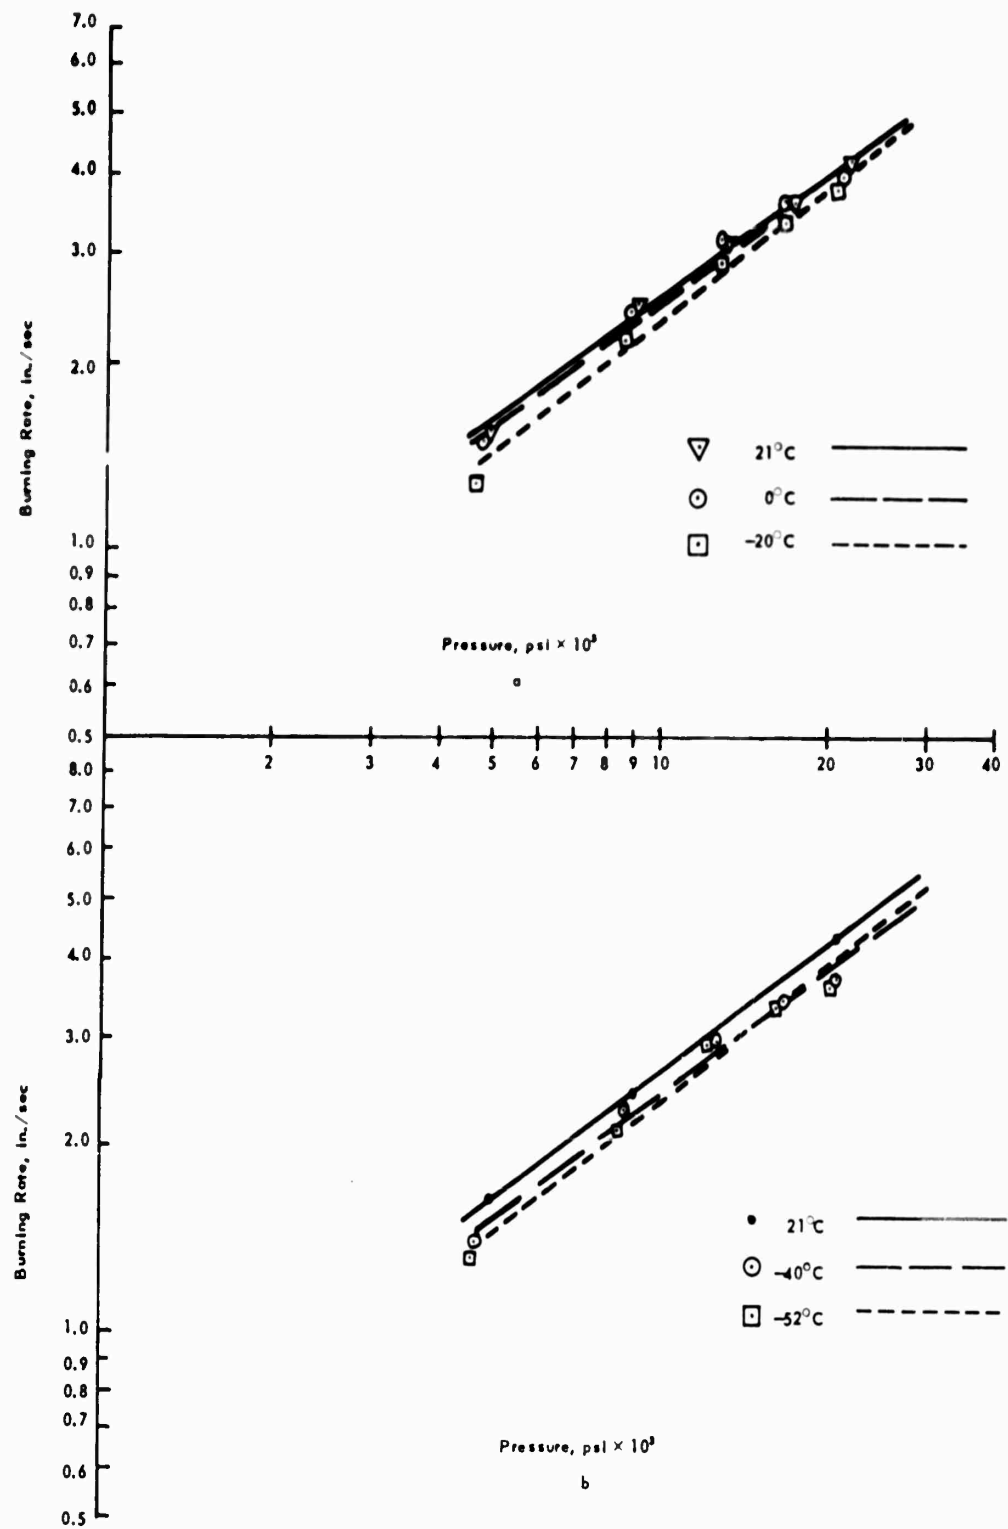 7.0
6.0
5.0
4.0
3.0
2.0
1.0
0.9
0.8
0.7
0.6
0.5
Burning Rate, in./sec
▽ 21°C
⊙ 0°C
⊡ -20°C
Pressure, psi × 10³
a
2 3 4 5 6 7 8 9 10 20 30 40
8.0
7.0
6.0
5.0
4.0
3.0
2.0
1.0
0.9
0.8
0.7
0.6
0.5
Burning Rate, in./sec
• 21°C
⊙ -40°C
⊡ -52°C
Pressure, psi × 10³
b